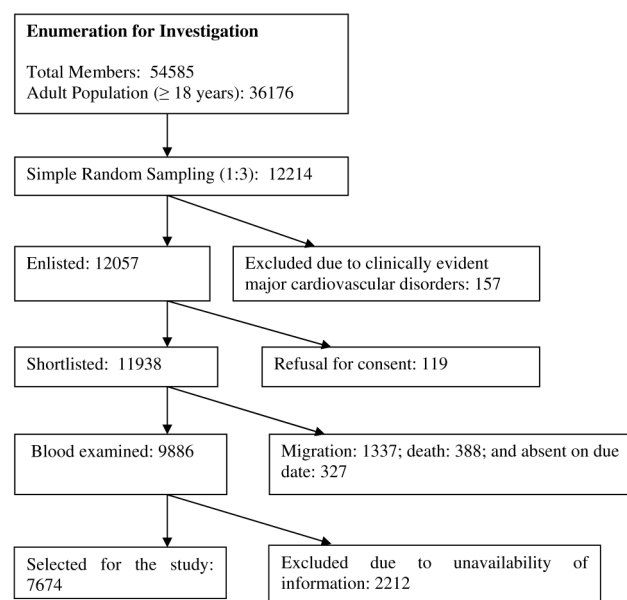 Enumeration for Investigation
Total Members: 54585
Adult Population (≥ 18 years): 36176
Simple Random Sampling (1:3): 12214
Enlisted: 12057
Excluded due to clinically evident
major cardiovascular disorders: 157
Shortlisted: 11938
Refusal for consent: 119
Blood examined: 9886
Migration: 1337; death: 388; and absent on due
date: 327
Selected for the study:
7674
Excluded due to unavailability of
information: 2212